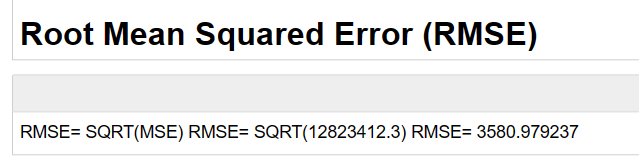 Root Mean Squared Error (RMSE)
RMSE= SQRT(MSE) RMSE= SQRT(12823412.3) RMSE= 3580.979237